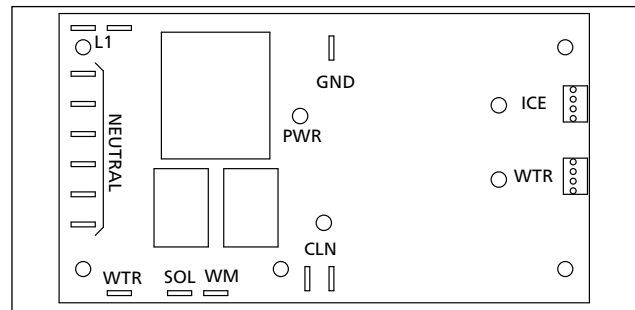 L1
GND
ICE
PWR
NEUTRAL
WTR
CLN
WTR SOL WM